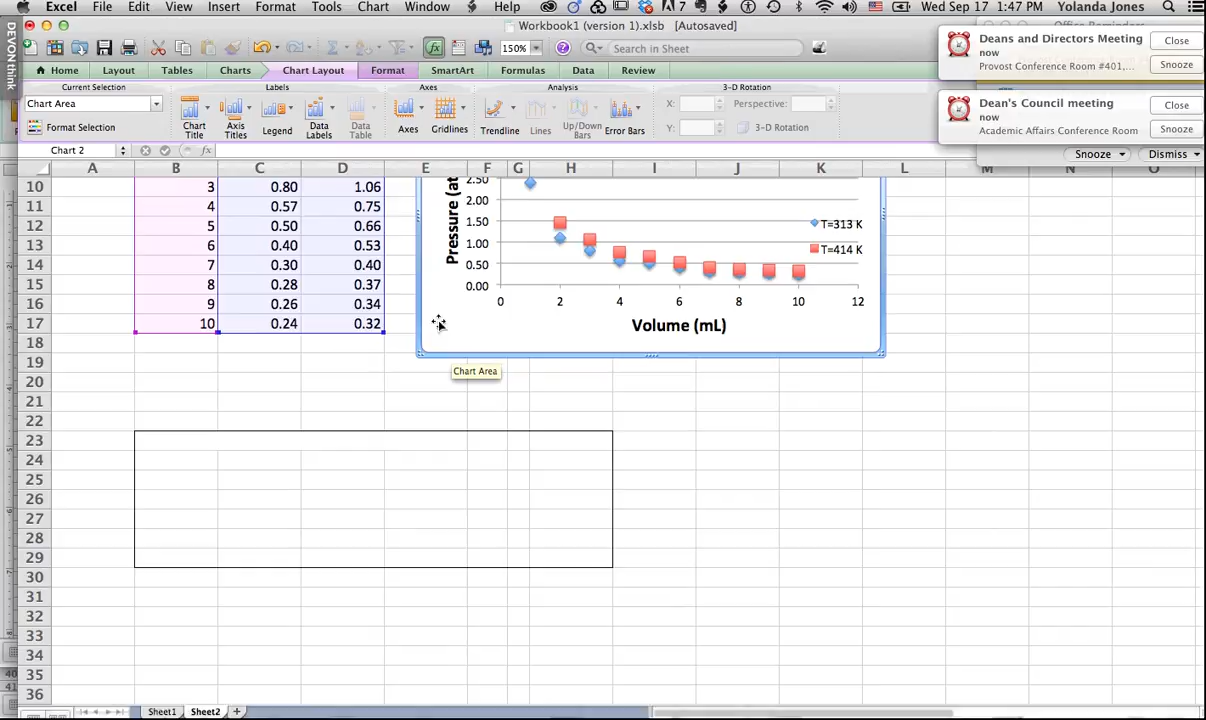 Excel File Edit View Insert Format Tools Chart Window Help
7
Wed Sep 17 1:47 PM Yolanda Jones
Workbook1 (version 1).xlsb [Autosaved]
150%
Search in Sheet
Home Layout Tables Charts Chart Layout Format SmartArt Formulas Data Review
Current Selection Labels Axes Analysis 3-D Rotation
Chart Area
Format Selection
Chart Title
Axis Titles
Legend
Data Labels
Axes
Gridlines
Trendline
Lines
Up/Down Bars
Error Bars
X:
Y:
Perspective:
3-D Rotation
Chart 2
fx
DEVONthink
Deans and Directors Meeting
now
Provost Conference Room #401,...
Close
Snooze
Dean's Council meeting
now
Academic Affairs Conference Room
Close
Snooze
Snooze Dismiss
A B C D E F G H I J K L M N O
10 3 0.80 1.06
11 4 0.57 0.75
12 5 0.50 0.66
13 6 0.40 0.53
14 7 0.30 0.40
15 8 0.28 0.37
16 9 0.26 0.34
17 10 0.24 0.32
18
19
20
21
22
23
24
25
26
27
28
29
30
31
32
33
34
35
36
Pressure (at
2.50
2.00
1.50
1.00
0.50
0.00
0 2 4 6 8 10 12
Volume (mL)
T=313 K
T=414 K
Chart Area
Sheet1 Sheet2 +